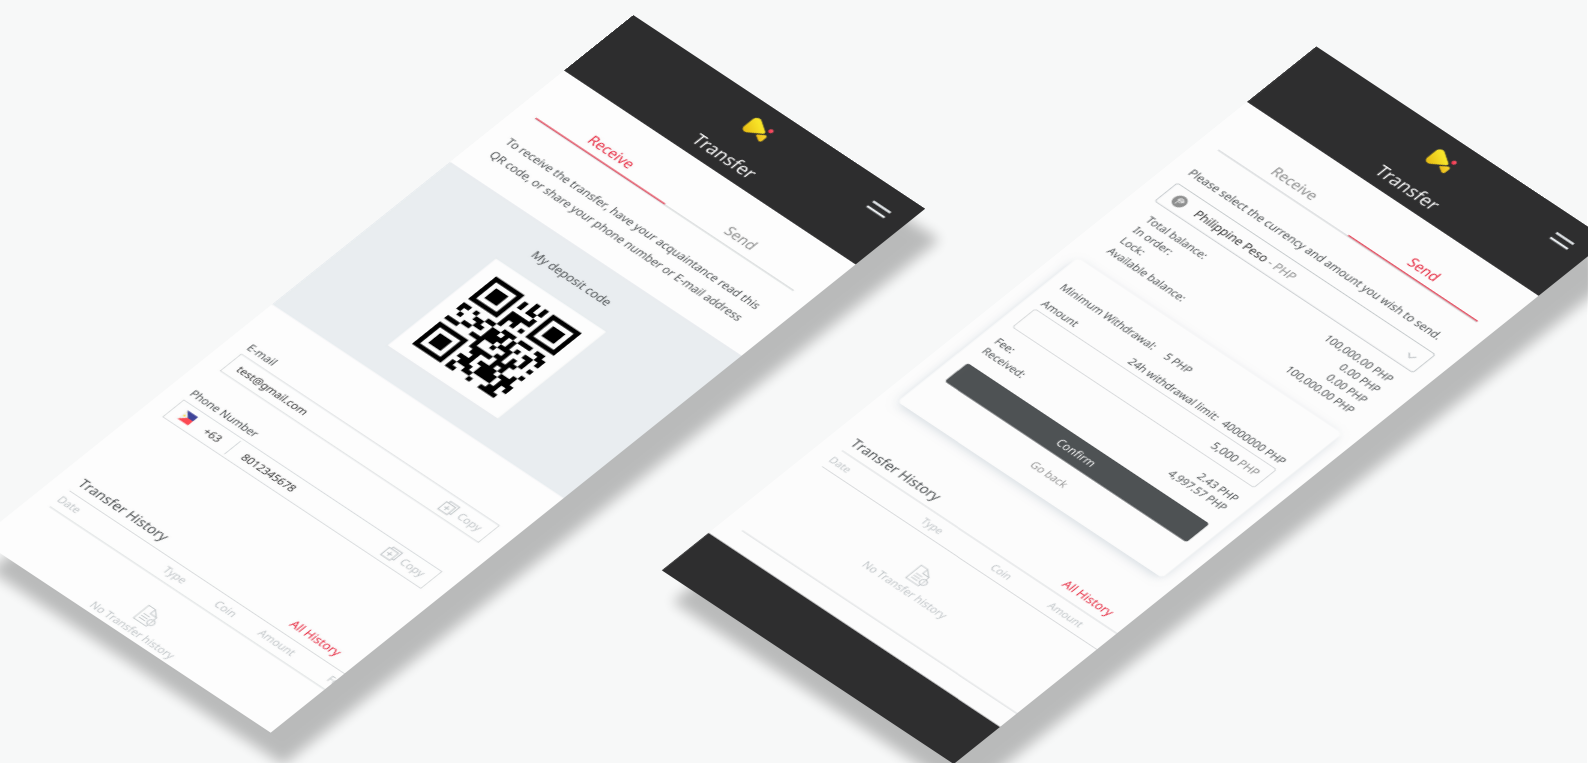 Transfer
Receive
Send
To receive the transfer, have your acquaintance read this
QR code, or share your phone number or E-mail address
My deposit code
E-mail
test@gmail.com
Copy
Phone Number
+63
8012345678
Copy
Transfer History
All History
Date
Type
Coin
Amount
No Transfer history
Transfer
Receive
Send
Please select the currency and amount you wish to send.
Philippine Peso - PHP
Total balance: 100,000.00 PHP
In order: 0.00 PHP
Lock: 0.00 PHP
Available balance: 100,000.00 PHP
Minimum Withdrawal: 5 PHP
24h withdrawal limit: 40000000 PHP
Amount
5,000 PHP
Fee: 2.43 PHP
Received: 4,997.57 PHP
Confirm
Go back
Transfer History
All History
Date
Type
Coin
Amount
No Transfer history